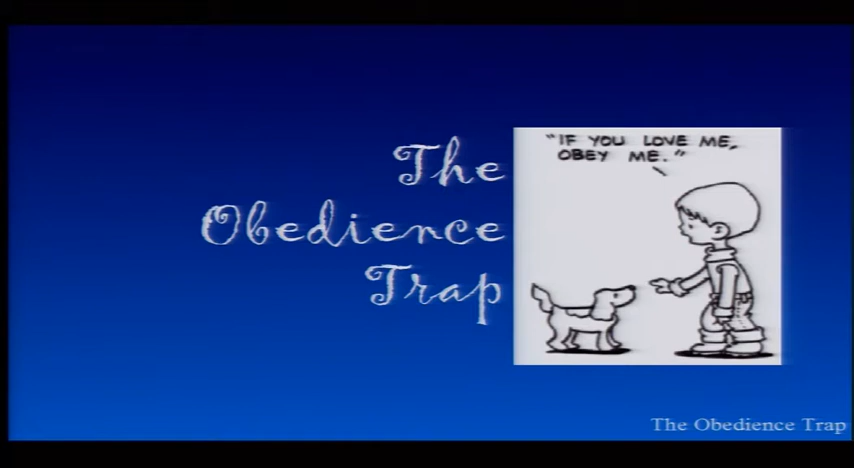 The
Obedience
Trap
"IF YOU LOVE ME,
OBEY ME."
The Obedience Trap